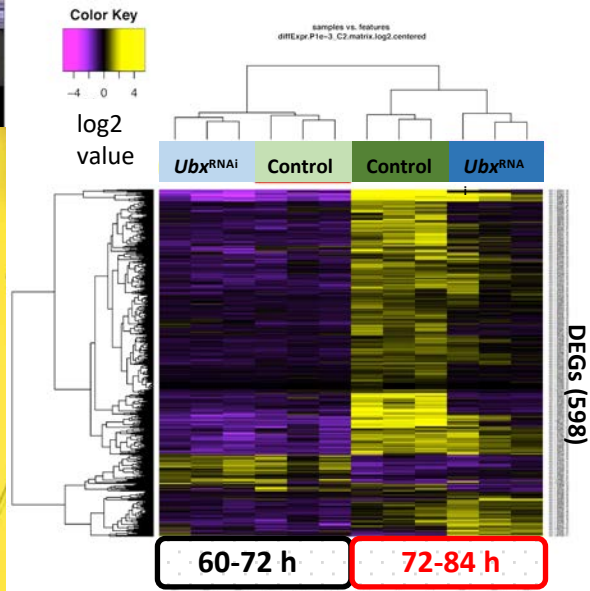 Color Key
-4 0 4
log2
value
samples vs. features
diffExpr.P1e-3_C2.matrix.log2.centered
UbxRNAi Control Control UbxRNA
i
DEGs (598)
60-72 h 72-84 h